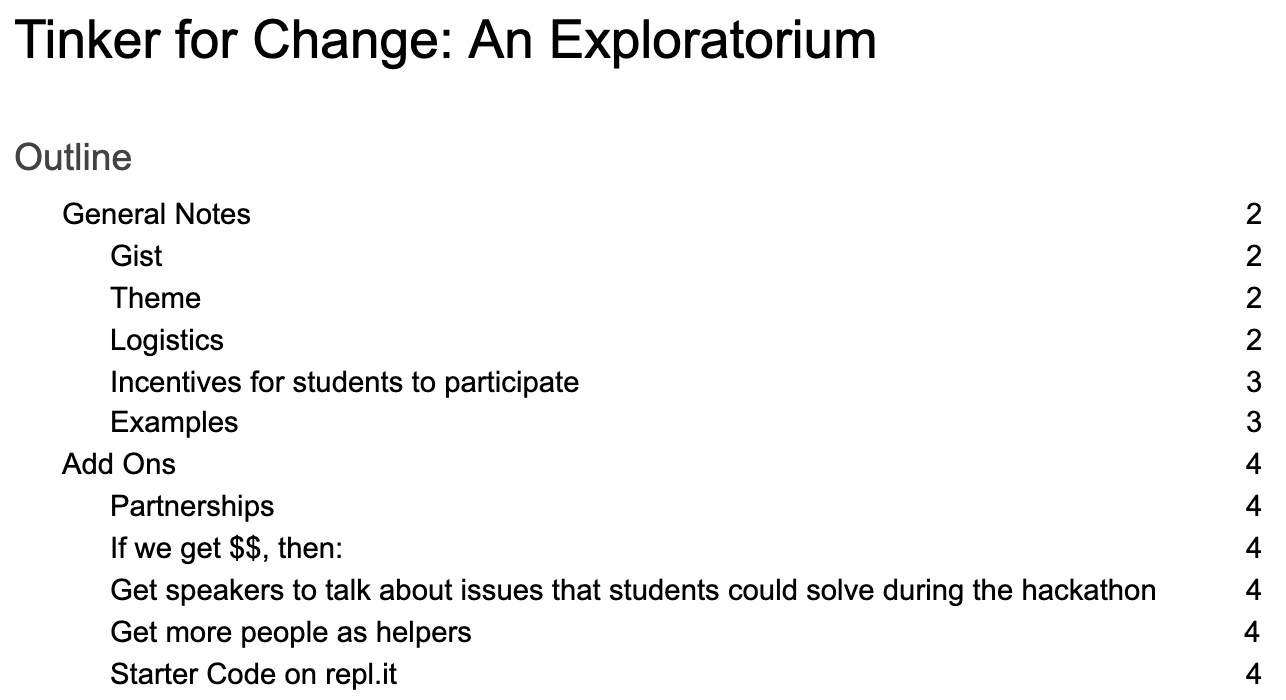 Tinker for Change: An Exploratorium
Outline
General Notes 2
Gist 2
Theme 2
Logistics 2
Incentives for students to participate 3
Examples 3
Add Ons 4
Partnerships 4
If we get $$, then: 4
Get speakers to talk about issues that students could solve during the hackathon 4
Get more people as helpers 4
Starter Code on repl.it 4